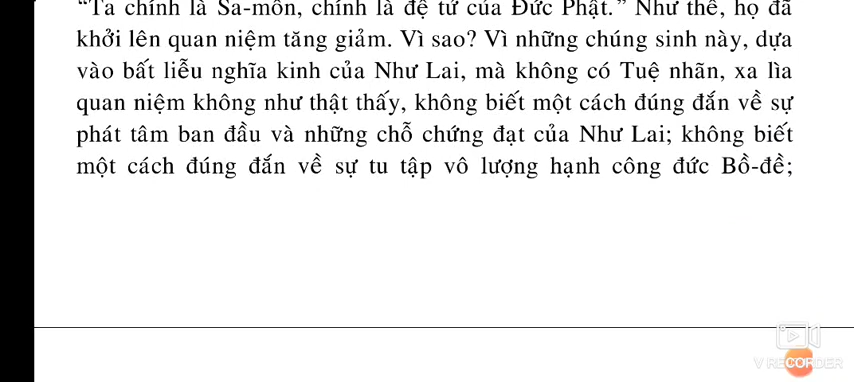 “Ta chính là Sa-môn, chính là đệ tử của Đức Phật.” Như thế, họ đã
khởi lên quan niệm tăng giảm. Vì sao? Vì những chúng sinh này, dựa
vào bất liễu nghĩa kinh của Như Lai, mà không có Tuệ nhãn, xa lìa
quan niệm không như thật thấy, không biết một cách đúng đắn về sự
phát tâm ban đầu và những chỗ chứng đạt của Như Lai; không biết
một cách đúng đắn về sự tu tập vô lượng hạnh công đức Bồ-đề;
V RECORDER